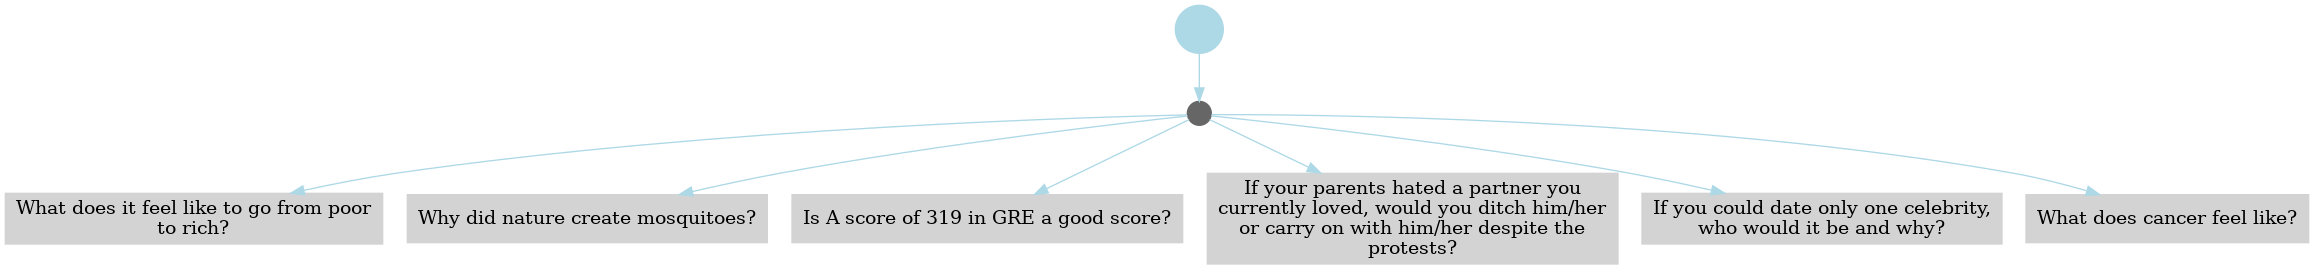 What does it feel like to go from poor
to rich?
Why did nature create mosquitoes?
Is A score of 319 in GRE a good score?
If your parents hated a partner you
currently loved, would you ditch him/her
or carry on with him/her despite the
protests?
If you could date only one celebrity,
who would it be and why?
What does cancer feel like?